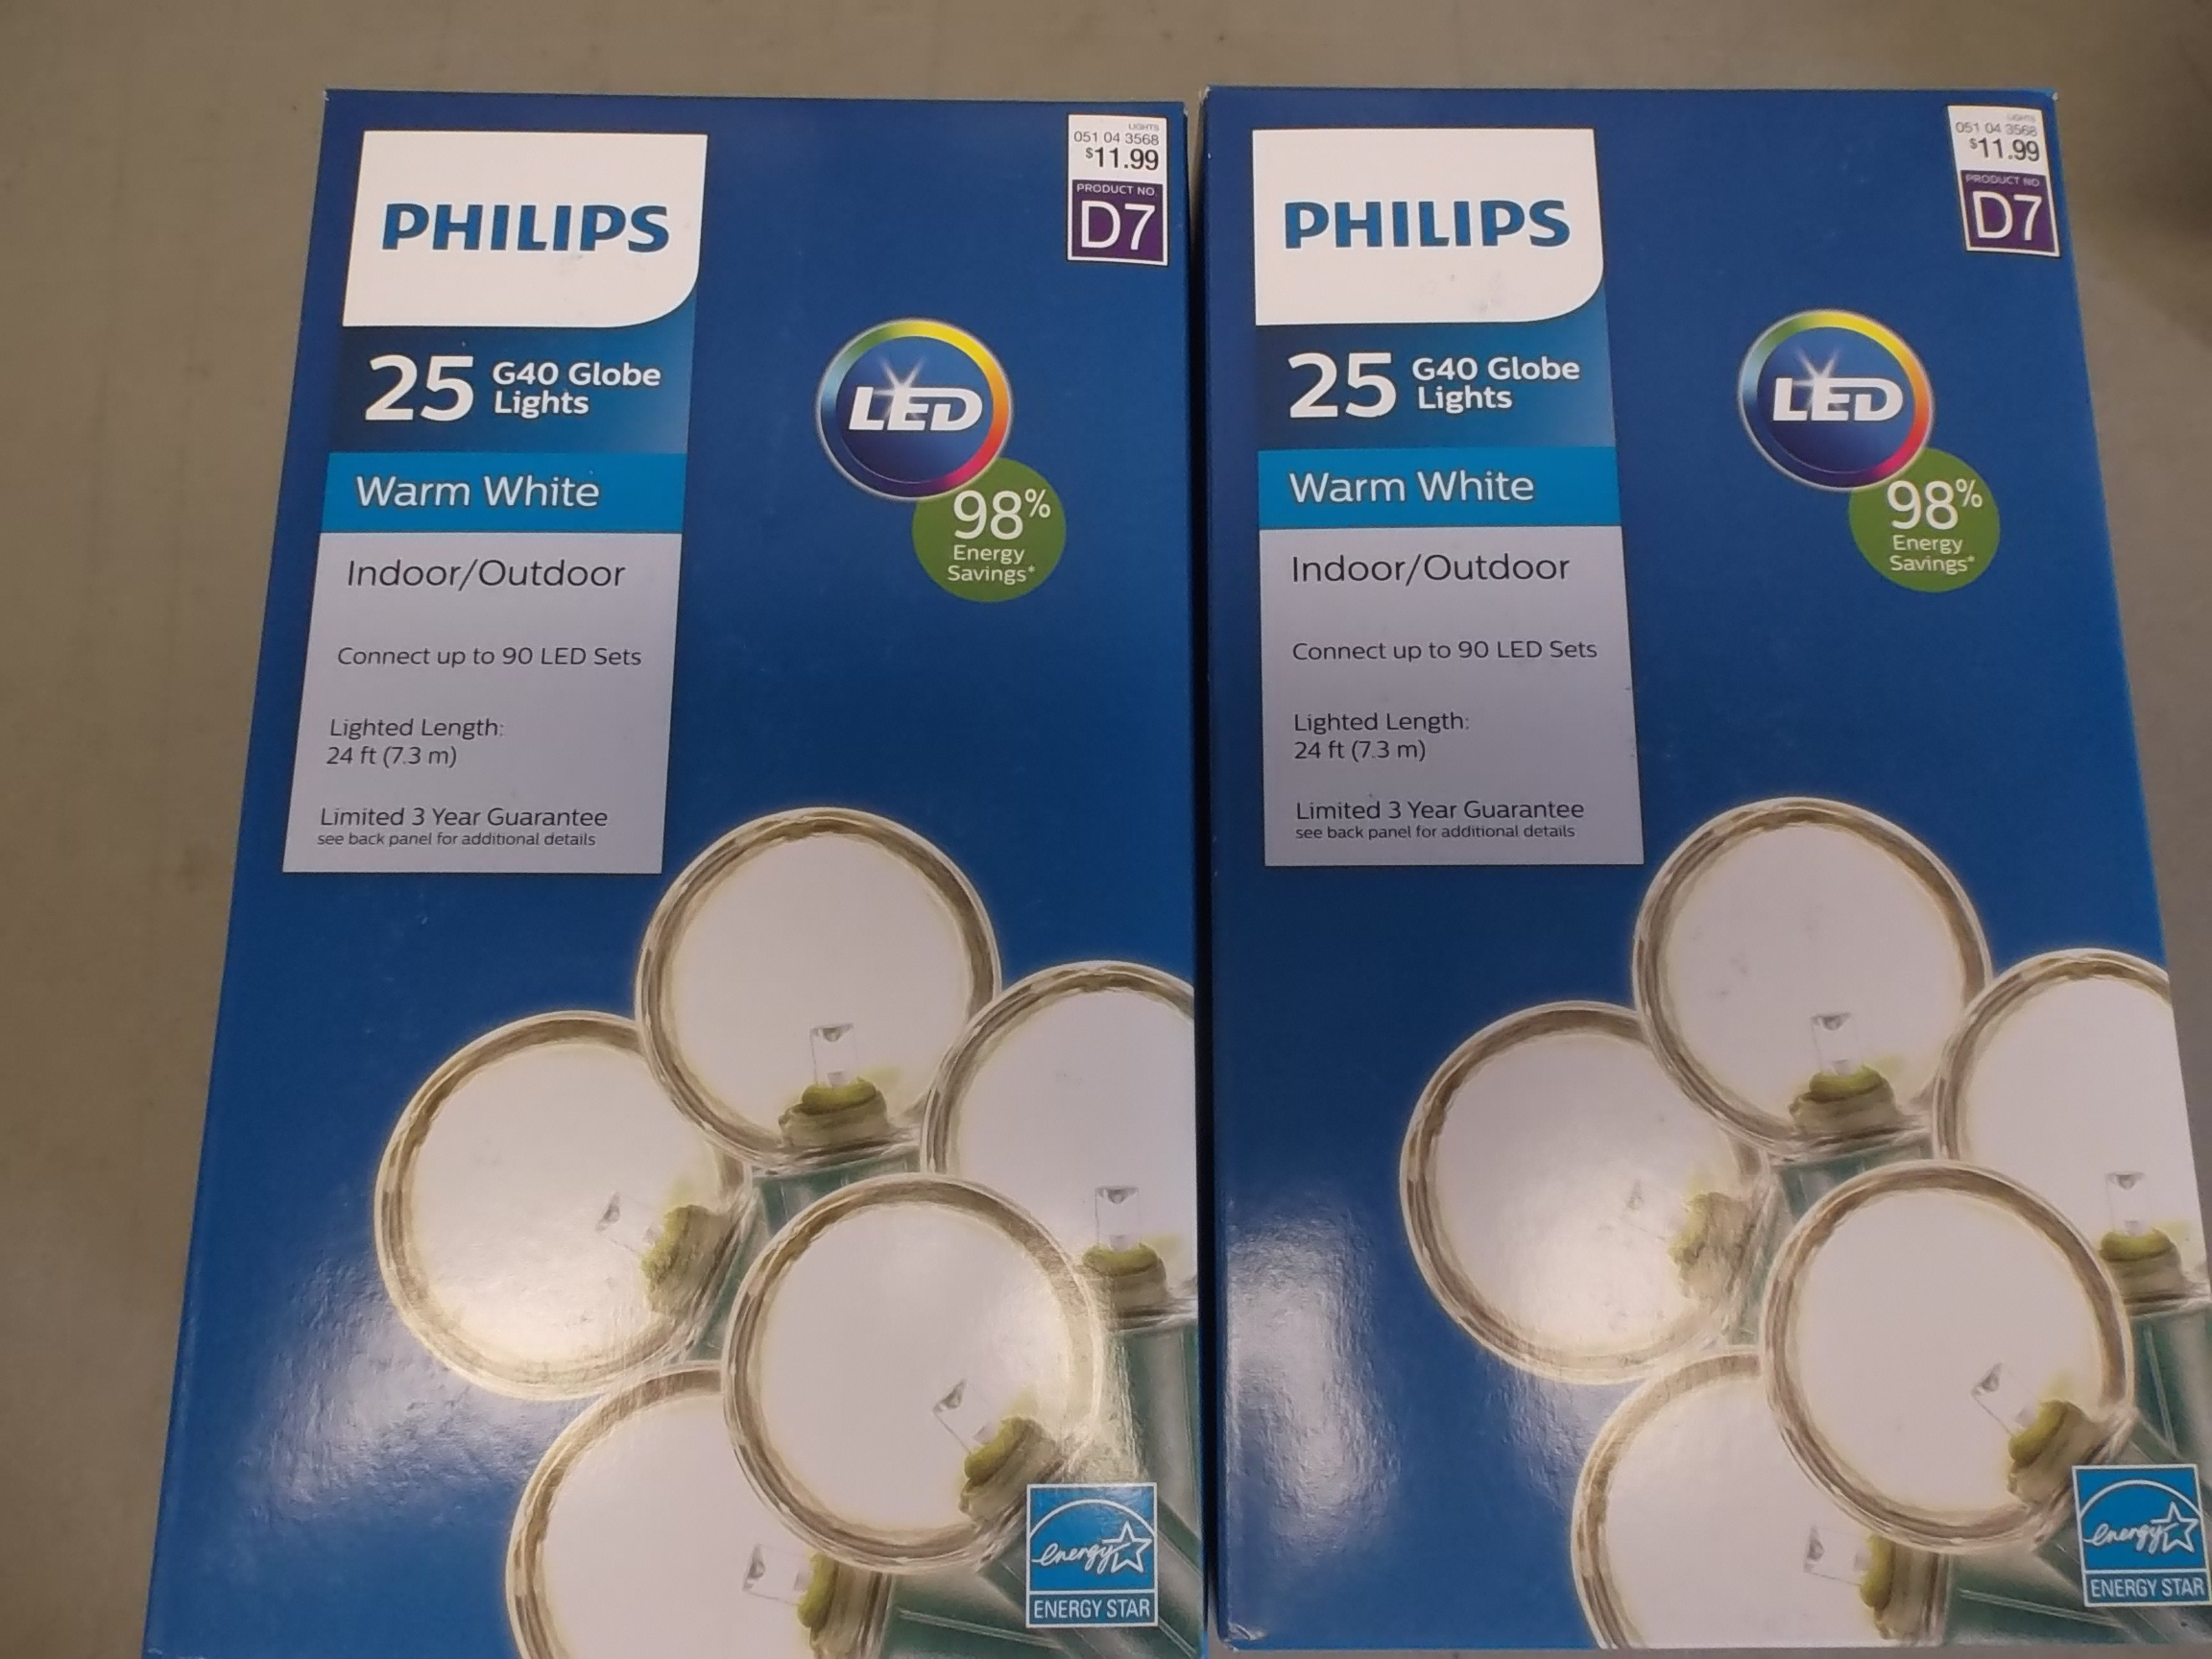 PHILIPS
25 G40 Globe
Lights
Warm White
Indoor/Outdoor
Connect up to 90 LED Sets
Lighted Length:
24 ft (7.3 m)
Limited 3 Year Guarantee
see back panel for additional details
LIGHTS
051 04 3568
$11.99
PRODUCT NO.
D7
LED
98%
Energy
Savings*
energy
ENERGY STAR
PHILIPS
25 G40 Globe
Lights
Warm White
Indoor/Outdoor
Connect up to 90 LED Sets
Lighted Length:
24 ft (7.3 m)
Limited 3 Year Guarantee
see back panel for additional details
LIGHTS
051 04 3568
$11.99
PRODUCT NO.
D7
LED
98%
Energy
Savings*
energy
ENERGY STAR